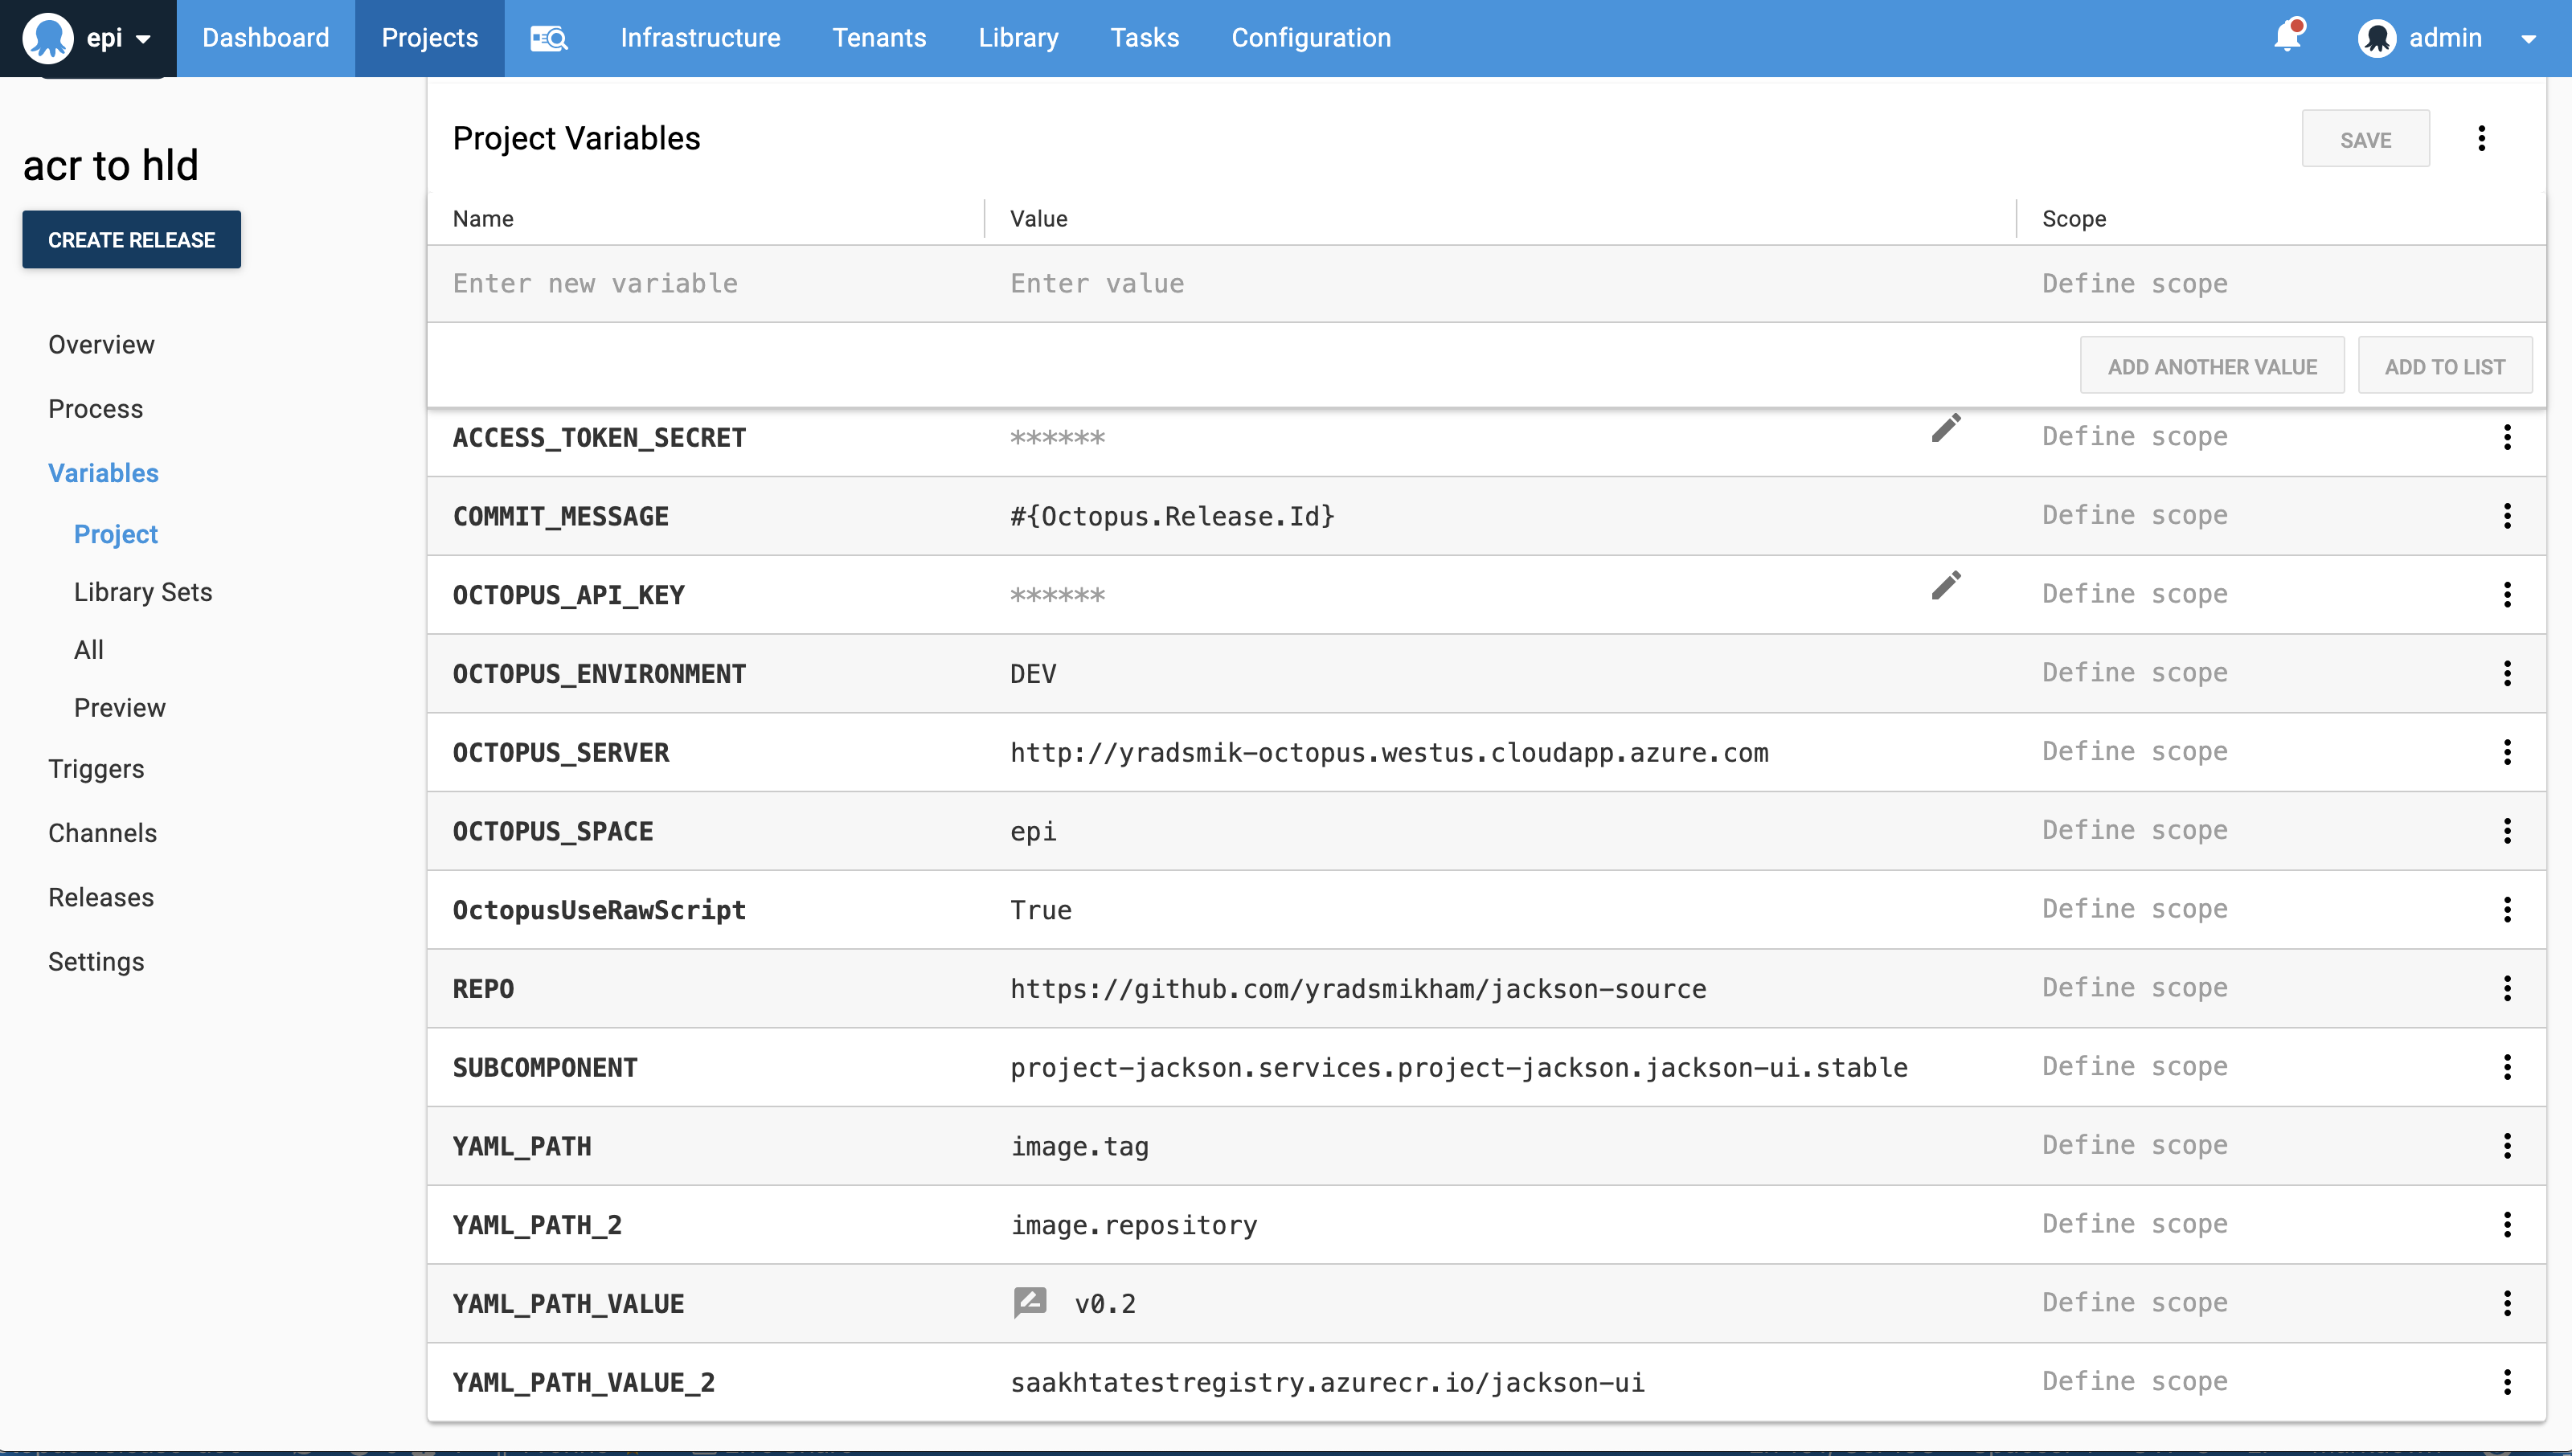 epi Dashboard Projects Infrastructure Tenants Library Tasks Configuration admin
acr to hld
CREATE RELEASE
Overview
Process
Variables
Project
Library Sets
All
Preview
Triggers
Channels
Releases
Settings
Project Variables SAVE
Name Value Scope
Enter new variable Enter value Define scope
ADD ANOTHER VALUE ADD TO LIST
ACCESS_TOKEN_SECRET ****** Define scope
COMMIT_MESSAGE #{Octopus.Release.Id} Define scope
OCTOPUS_API_KEY ****** Define scope
OCTOPUS_ENVIRONMENT DEV Define scope
OCTOPUS_SERVER http://yradsmik-octopus.westus.cloudapp.azure.com Define scope
OCTOPUS_SPACE epi Define scope
OctopusUseRawScript True Define scope
REPO https://github.com/yradsmikham/jackson-source Define scope
SUBCOMPONENT project-jackson.services.project-jackson.jackson-ui.stable Define scope
YAML_PATH image.tag Define scope
YAML_PATH_2 image.repository Define scope
YAML_PATH_VALUE v0.2 Define scope
YAML_PATH_VALUE_2 saakhtatestregistry.azurecr.io/jackson-ui Define scope